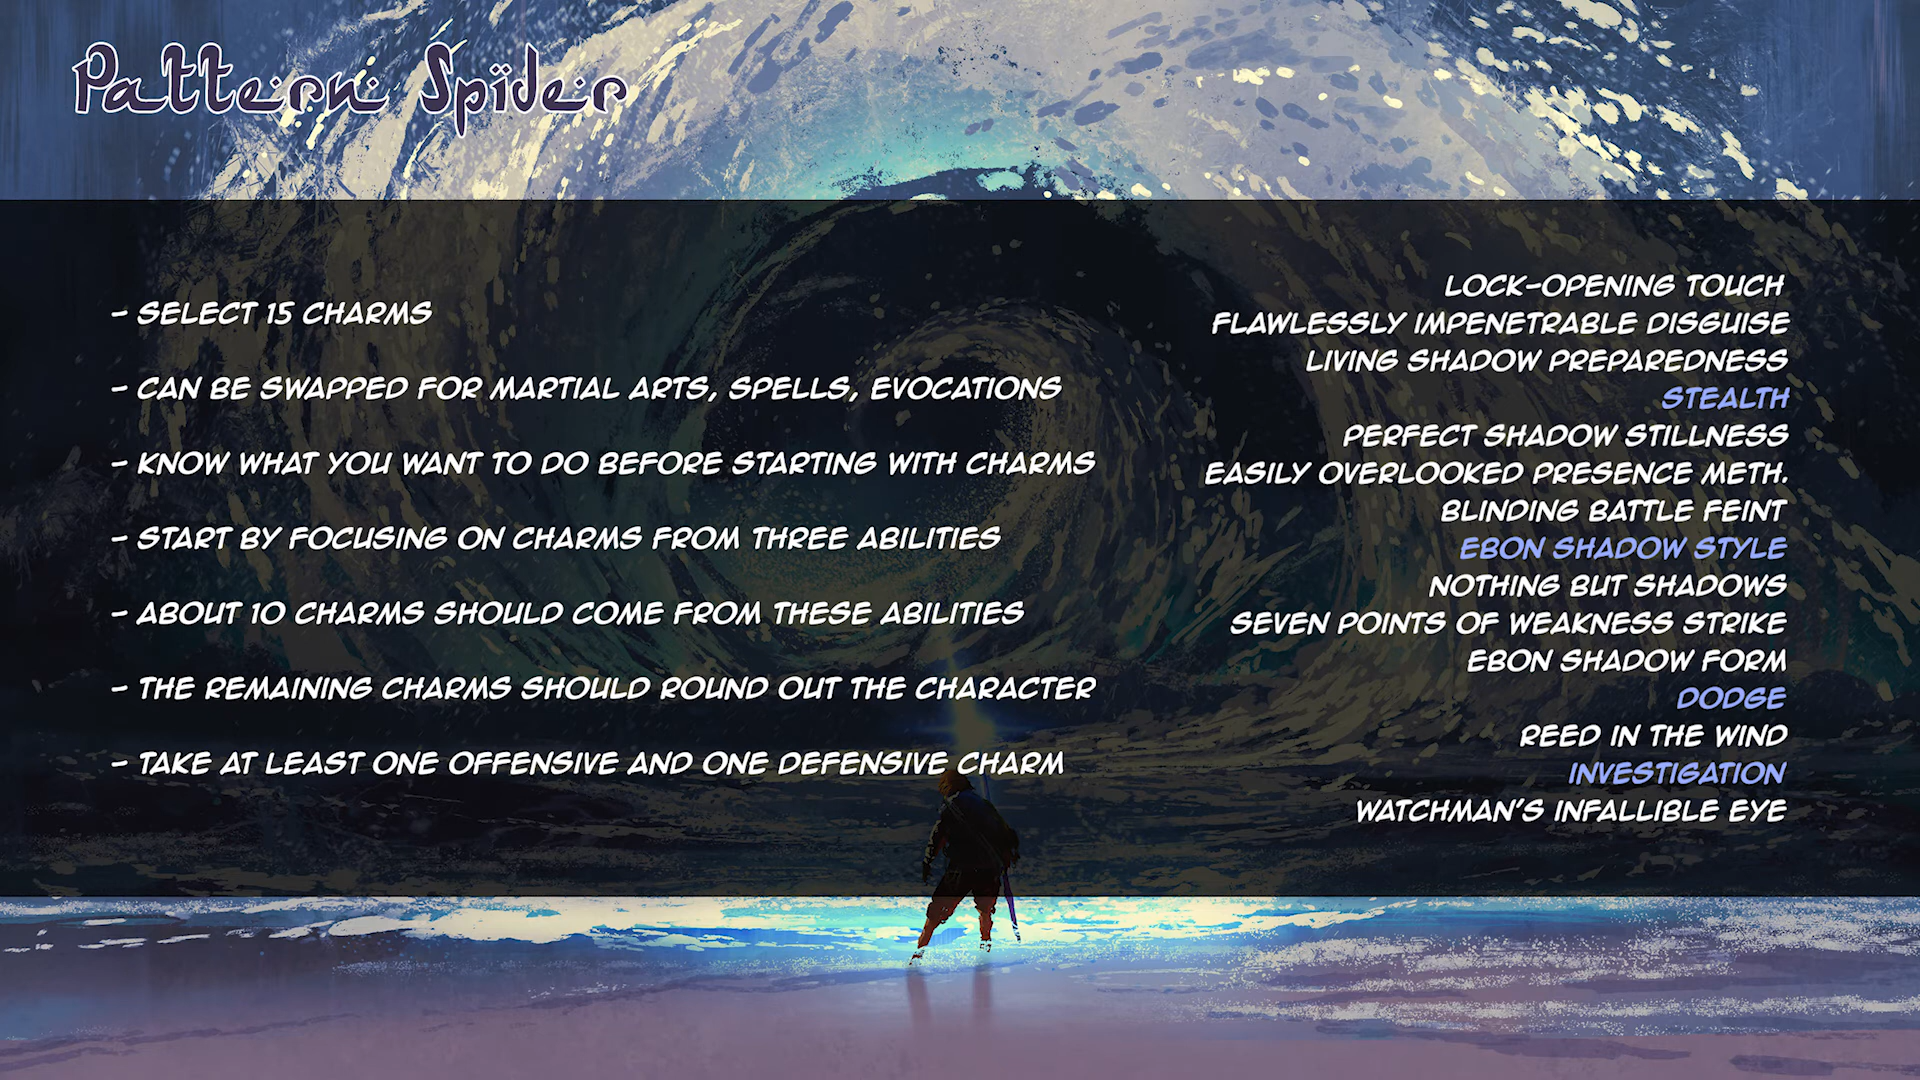 Pattern Spider
- SELECT 15 CHARMS
- CAN BE SWAPPED FOR MARTIAL ARTS, SPELLS, EVOCATIONS
- KNOW WHAT YOU WANT TO DO BEFORE STARTING WITH CHARMS
- START BY FOCUSING ON CHARMS FROM THREE ABILITIES
- ABOUT 10 CHARMS SHOULD COME FROM THESE ABILITIES
- THE REMAINING CHARMS SHOULD ROUND OUT THE CHARACTER
- TAKE AT LEAST ONE OFFENSIVE AND ONE DEFENSIVE CHARM
LOCK-OPENING TOUCH
FLAWLESSLY IMPENETRABLE DISGUISE
LIVING SHADOW PREPAREDNESS
STEALTH
PERFECT SHADOW STILLNESS
EASILY OVERLOOKED PRESENCE METH.
BLINDING BATTLE FEINT
EBON SHADOW STYLE
NOTHING BUT SHADOWS
SEVEN POINTS OF WEAKNESS STRIKE
EBON SHADOW FORM
DODGE
REED IN THE WIND
INVESTIGATION
WATCHMAN'S INFALLIBLE EYE